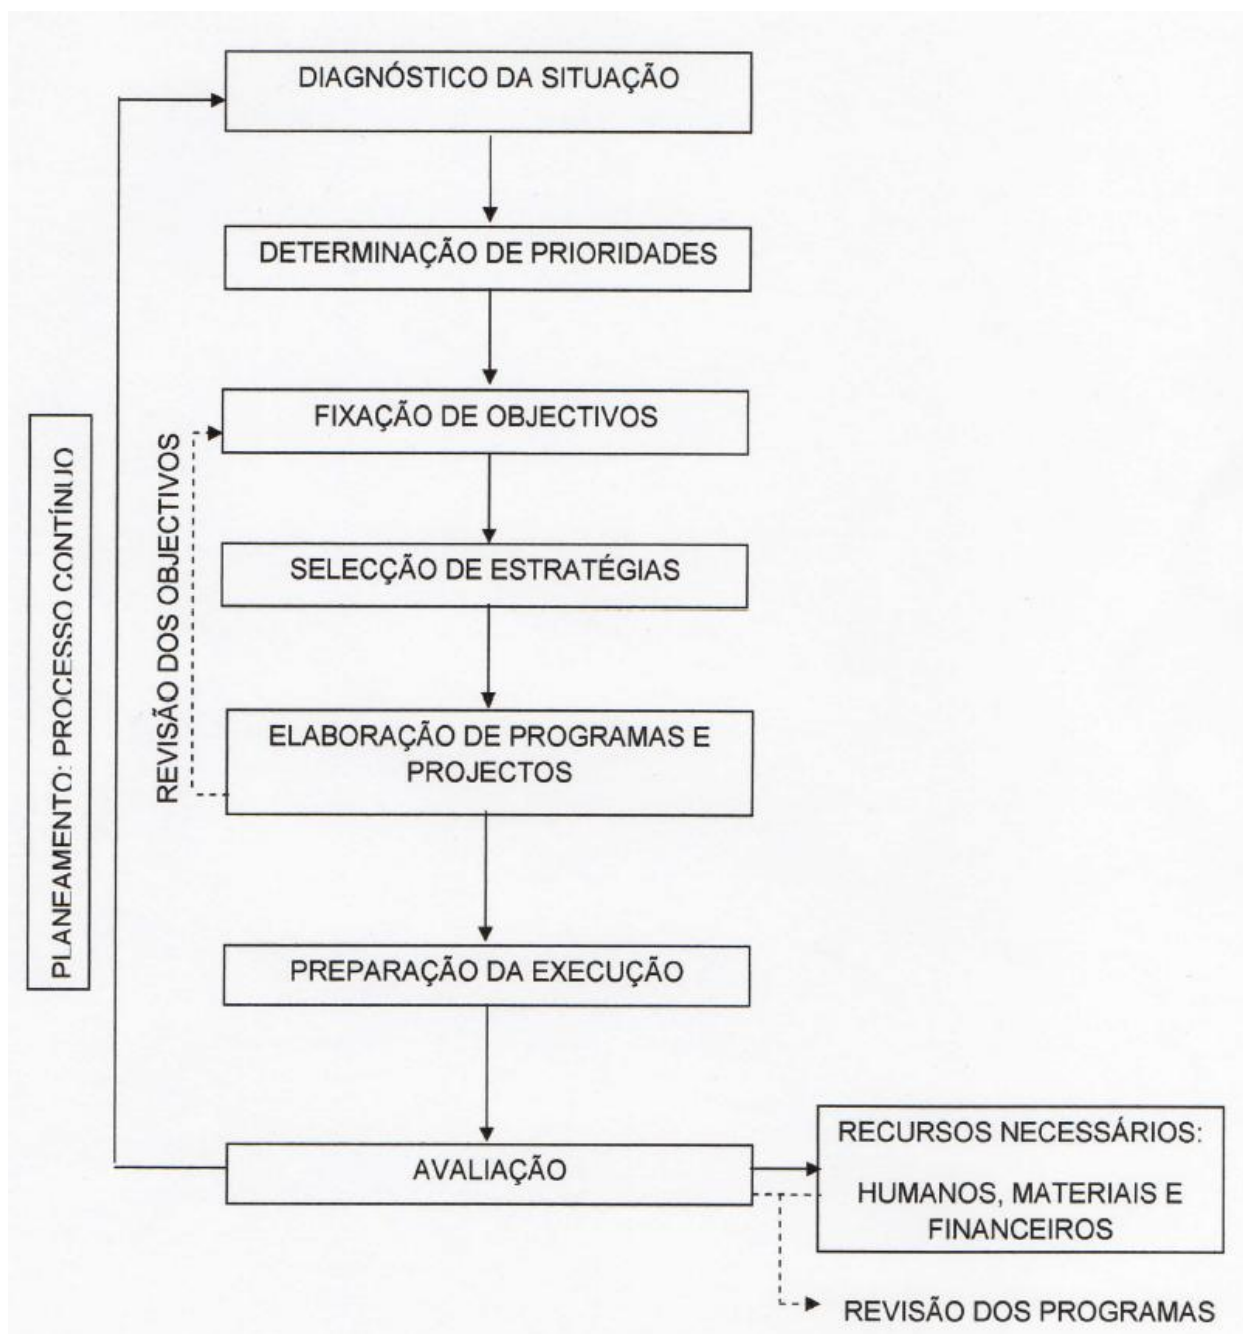 DIAGNÓSTICO DA SITUAÇÃO
DETERMINAÇÃO DE PRIORIDADES
FIXAÇÃO DE OBJECTIVOS
SELECÇÃO DE ESTRATÉGIAS
ELABORAÇÃO DE PROGRAMAS E
PROJECTOS
PREPARAÇÃO DA EXECUÇÃO
AVALIAÇÃO
RECURSOS NECESSÁRIOS:
HUMANOS, MATERIAIS E
FINANCEIROS
REVISÃO DOS PROGRAMAS
REVISÃO DOS OBJECTIVOS
PLANEAMENTO: PROCESSO CONTÍNUO